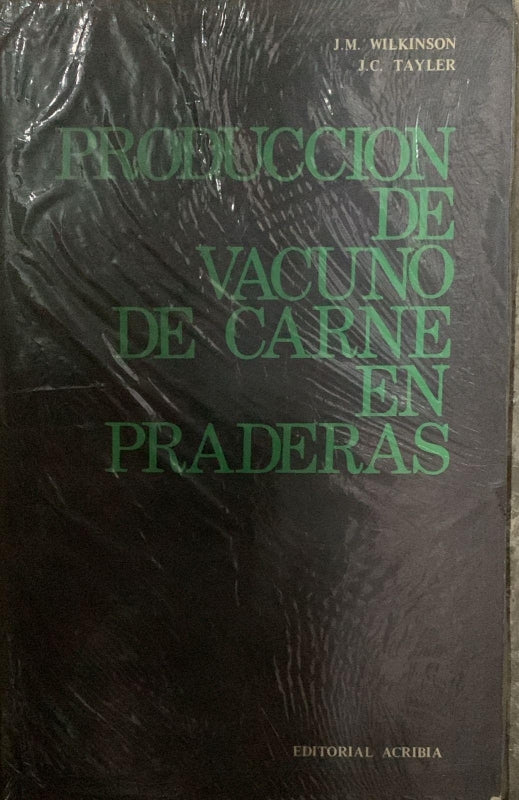 J.M. WILKINSON
J.C. TAYLER
PRODUCCION
DE
VACUNO
DE CARNE
EN
PRADERAS
EDITORIAL ACRIBIA